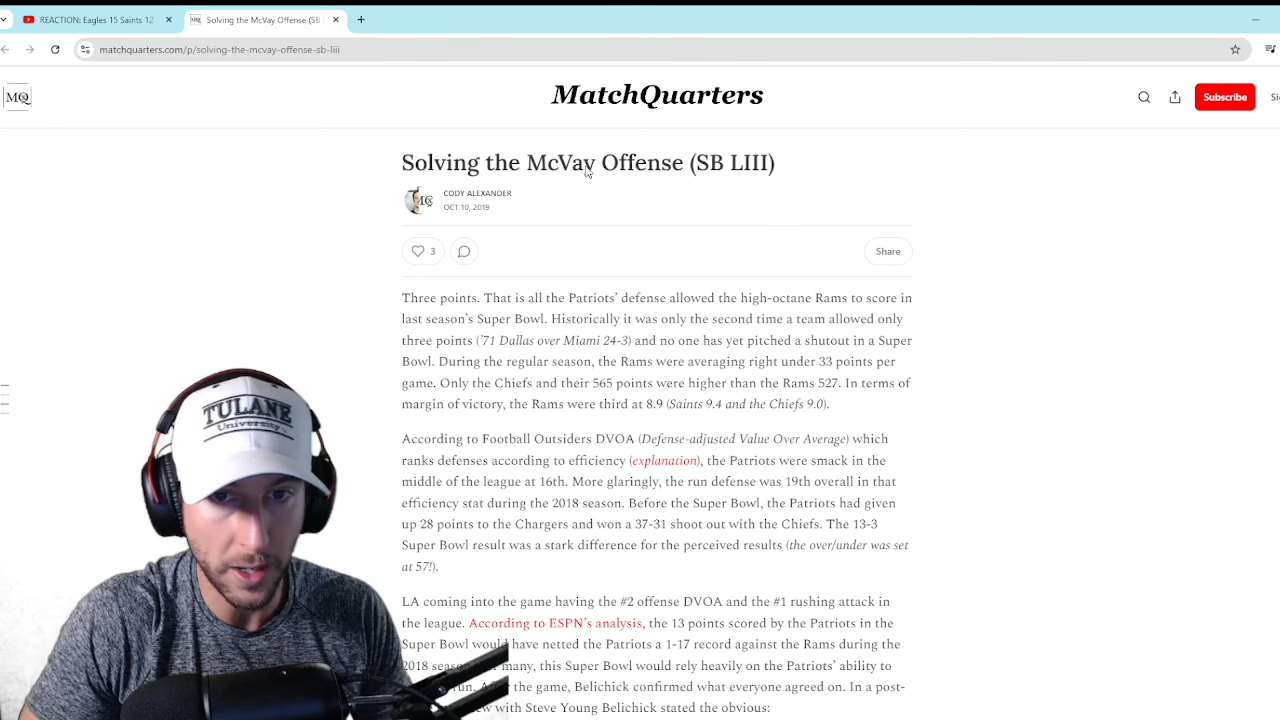 REACTION: Eagles 15 Saints 12
Solving the McVay Offense (SB
matchquarters.com/p/solving-the-mcvay-offense-sb-liii
MQ
MatchQuarters
Subscribe
Solving the McVay Offense (SB LIII)
CODY ALEXANDER
OCT 10, 2019
3
Share
Three points. That is all the Patriots’ defense allowed the high-octane Rams to score in
last season’s Super Bowl. Historically it was only the second time a team allowed only
three points (’71 Dallas over Miami 24-3) and no one has yet pitched a shutout in a Super
Bowl. During the regular season, the Rams were averaging right under 33 points per
game. Only the Chiefs and their 565 points were higher than the Rams 527. In terms of
margin of victory, the Rams were third at 8.9 (Saints 9.4 and the Chiefs 9.0).
According to Football Outsiders DVOA (Defense-adjusted Value Over Average) which
ranks defenses according to efficiency (explanation), the Patriots were smack in the
middle of the league at 16th. More glaringly, the run defense was 19th overall in that
efficiency stat during the 2018 season. Before the Super Bowl, the Patriots had given
up 28 points to the Chargers and won a 37-31 shoot out with the Chiefs. The 13-3
Super Bowl result was a stark difference for the perceived results (the over/under was set
at 57!).
LA coming into the game having the #2 offense DVOA and the #1 rushing attack in
the league. According to ESPN’s analysis, the 13 points scored by the Patriots in the
Super Bowl would have netted the Patriots a 1-17 record against the Rams during the
2018 many, this Super Bowl would rely heavily on the Patriots’ ability to
run. the game, Belichick confirmed what everyone agreed on. In a post-
with Steve Young Belichick stated the obvious:
TULANE
University